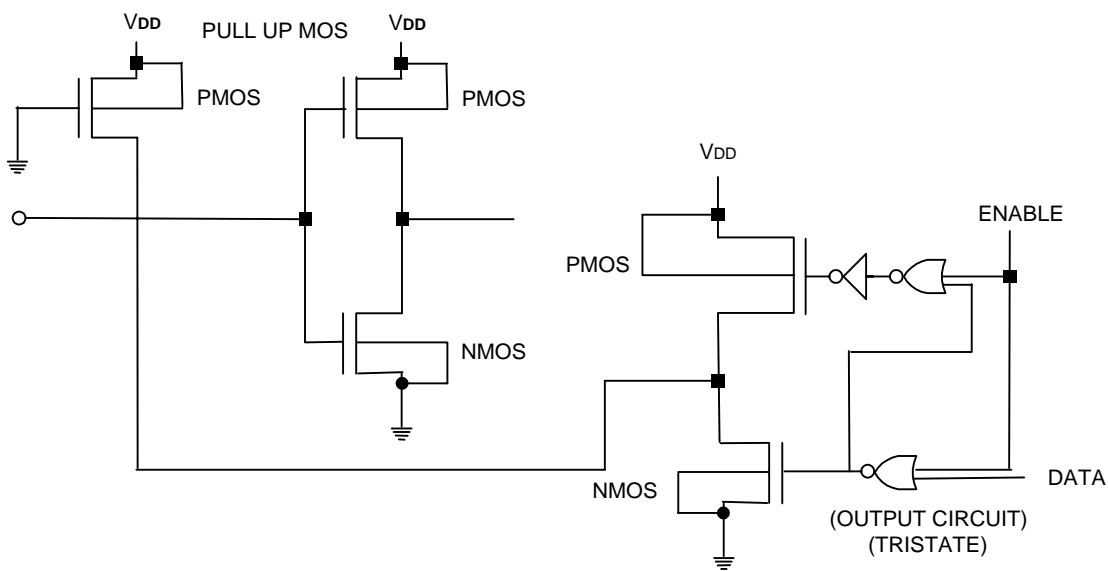 VDD
PULL UP MOS
VDD
PMOS
PMOS
VDD
ENABLE
PMOS
NMOS
NMOS
DATA
(OUTPUT CIRCUIT)
(TRISTATE)